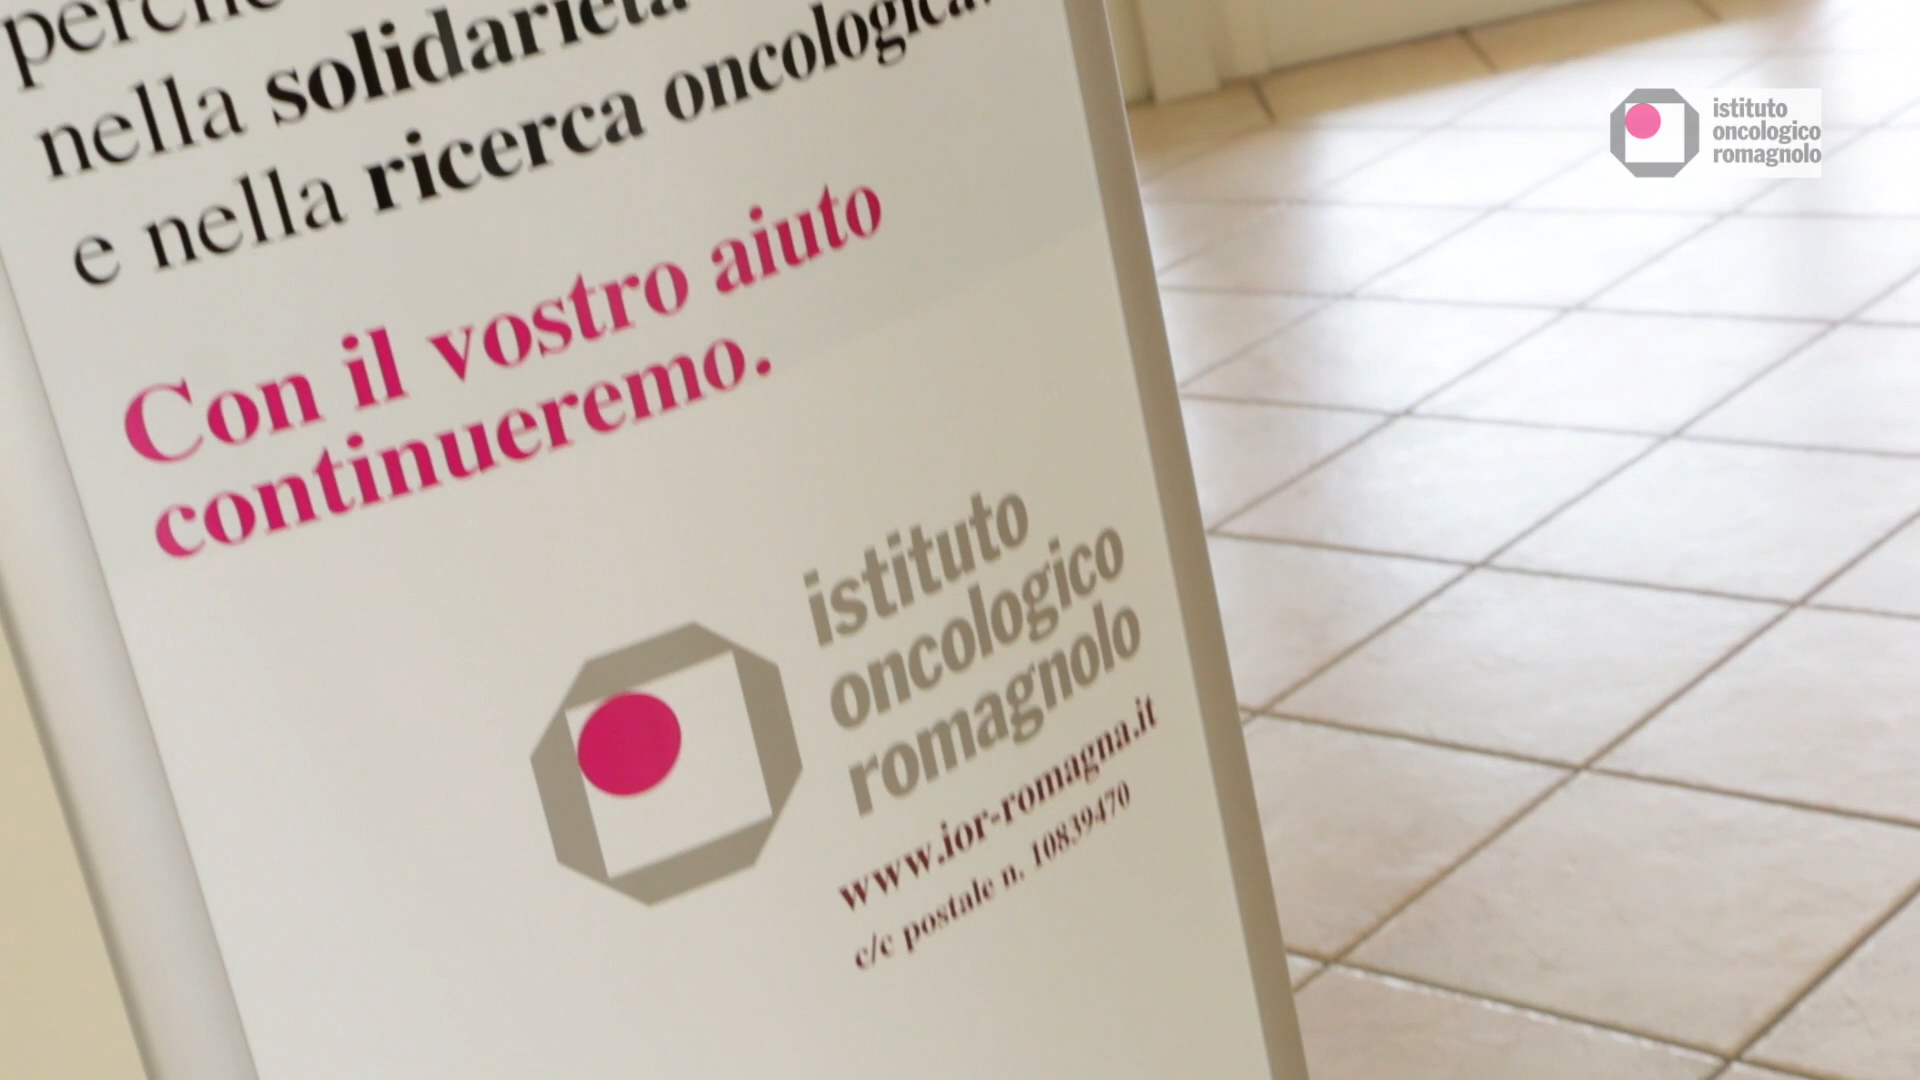 nella solidarietà
e nella ricerca oncologica.
Con il vostro aiuto
continueremo.
istituto
oncologico
romagnolo
www.ior-romagna.it
c/c postale n. 10839470
istituto
oncologico
romagnolo